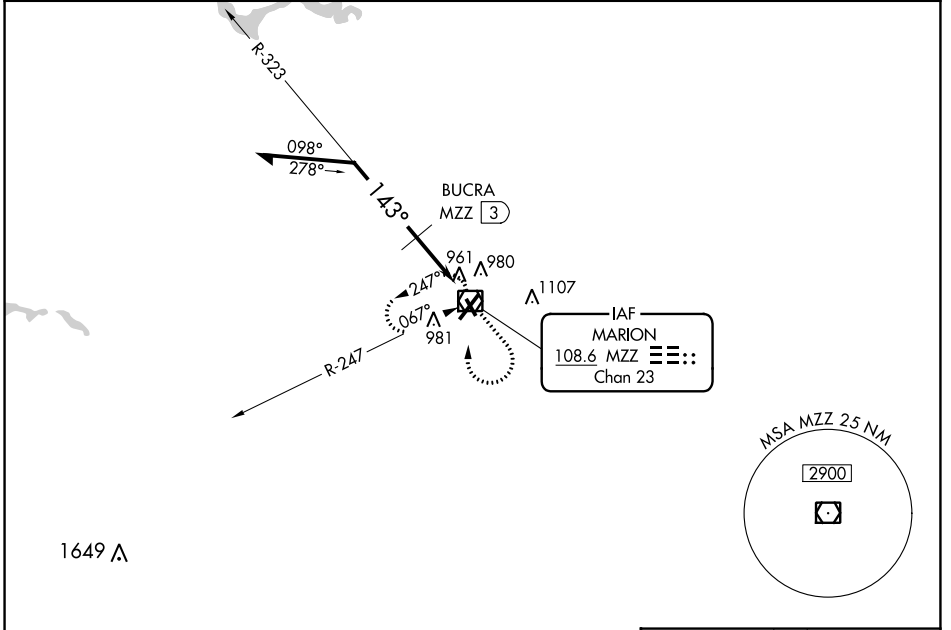 R-323
098°
278°
143°
BUCRA
MZZ 3
961
980
247°
1107
067°
981
R-247
IAF
MARION
108.6 MZZ
Chan 23
MSA MZZ 25 NM
2900
1649